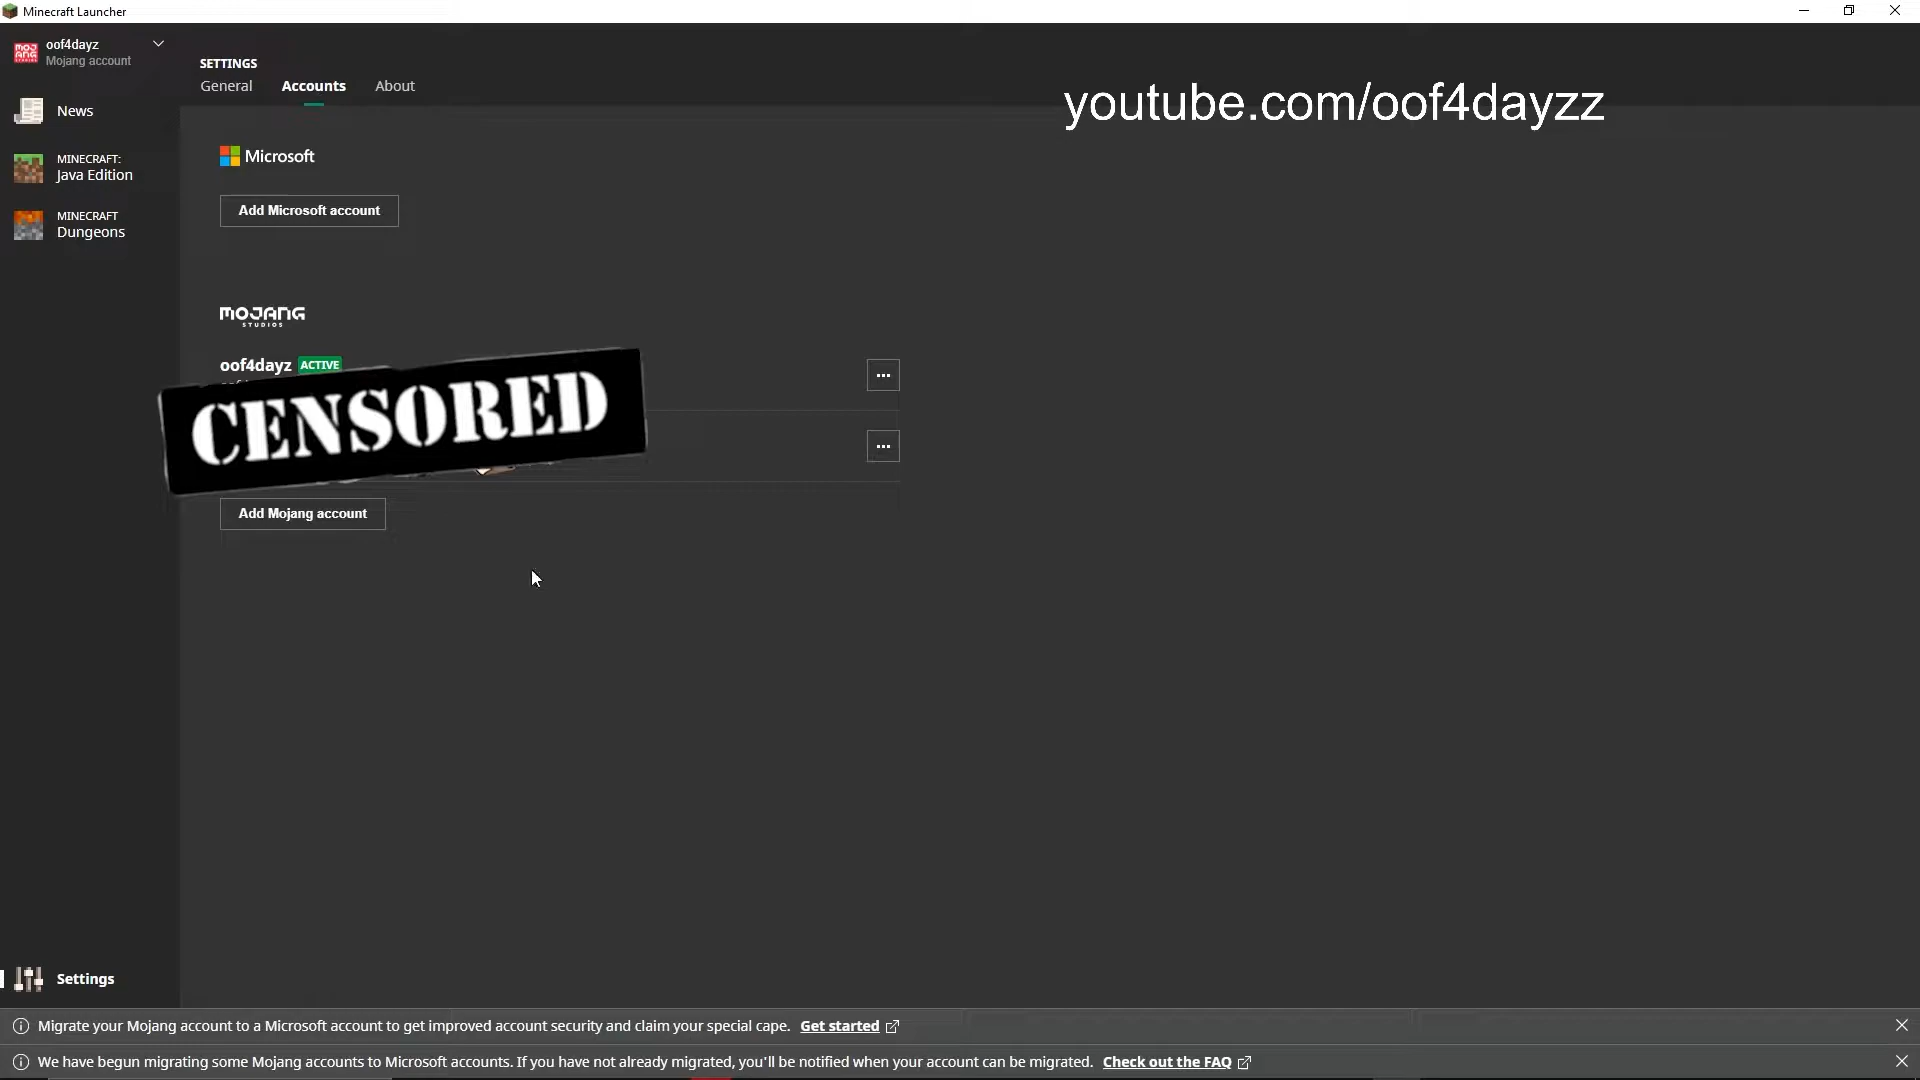 Minecraft Launcher
oof4dayz
Mojang account
News
MINECRAFT:
Java Edition
MINECRAFT
Dungeons
Settings
SETTINGS
General Accounts About
youtube.com/oof4dayzz
Microsoft
Add Microsoft account
MOJANG
STUDIOS
oof4dayz ACTIVE
CENSORED
Add Mojang account
Migrate your Mojang account to a Microsoft account to get improved account security and claim your special cape. Get started
We have begun migrating some Mojang accounts to Microsoft accounts. If you have not already migrated, you'll be notified when your account can be migrated. Check out the FAQ